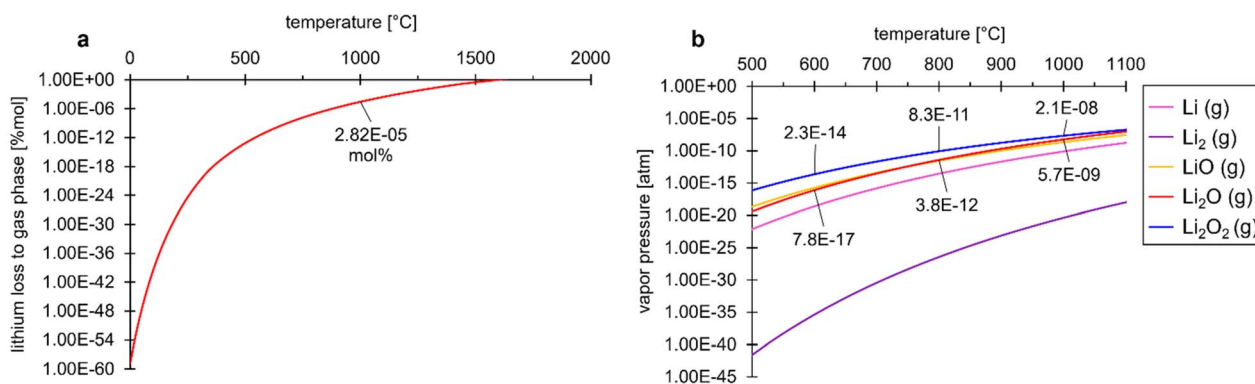 temperature [°C]
a
0 500 1000 1500 2000
lithium loss to gas phase [%mol]
1.00E+00
1.00E-06
1.00E-12
1.00E-18
1.00E-24
1.00E-30
1.00E-36
1.00E-42
1.00E-48
1.00E-54
1.00E-60
2.82E-05
mol%
temperature [°C]
b
500 600 700 800 900 1000 1100
vapor pressure [atm]
1.00E+00
1.00E-05
1.00E-10
1.00E-15
1.00E-20
1.00E-25
1.00E-30
1.00E-35
1.00E-40
1.00E-45
2.3E-14
8.3E-11
2.1E-08
7.8E-17
3.8E-12
5.7E-09
Li (g)
Li₂ (g)
LiO (g)
Li₂O (g)
Li₂O₂ (g)